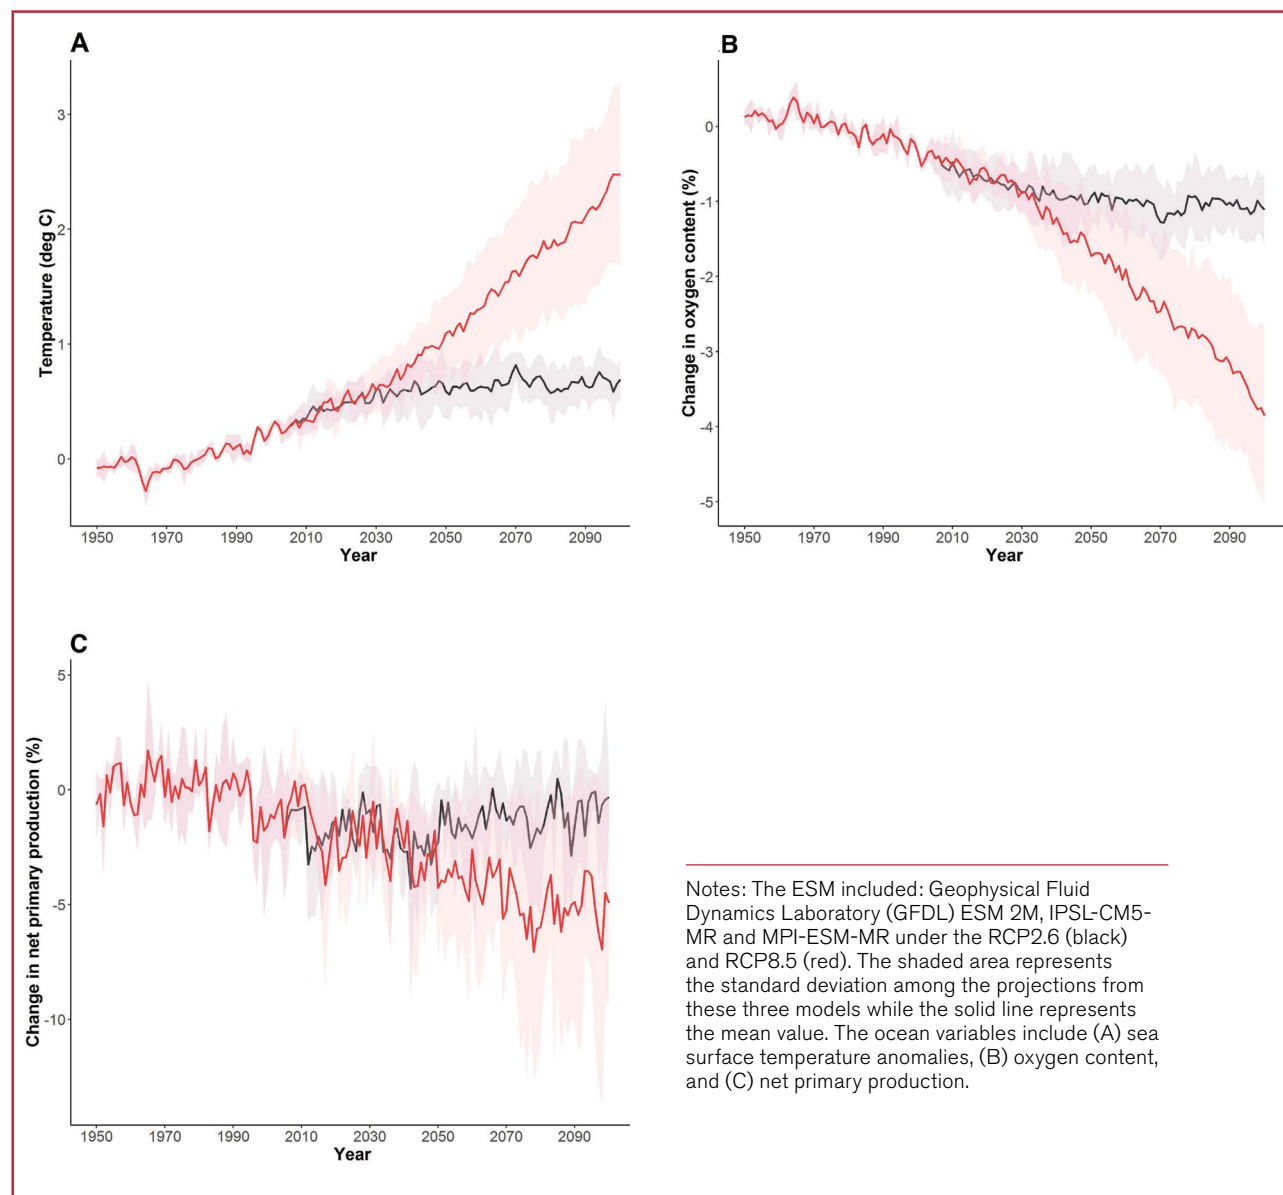 A
Temperature (deg C)
3
2
1
0
1950 1970 1990 2010 2030 2050 2070 2090
Year
B
Change in oxygen content (%)
0
-1
-2
-3
-4
-5
1950 1970 1990 2010 2030 2050 2070 2090
Year
C
Change in net primary production (%)
5
0
-5
-10
1950 1970 1990 2010 2030 2050 2070 2090
Year
Notes: The ESM included: Geophysical Fluid
Dynamics Laboratory (GFDL) ESM 2M, IPSL-CM5-
MR and MPI-ESM-MR under the RCP2.6 (black)
and RCP8.5 (red). The shaded area represents
the standard deviation among the projections from
these three models while the solid line represents
the mean value. The ocean variables include (A) sea
surface temperature anomalies, (B) oxygen content,
and (C) net primary production.